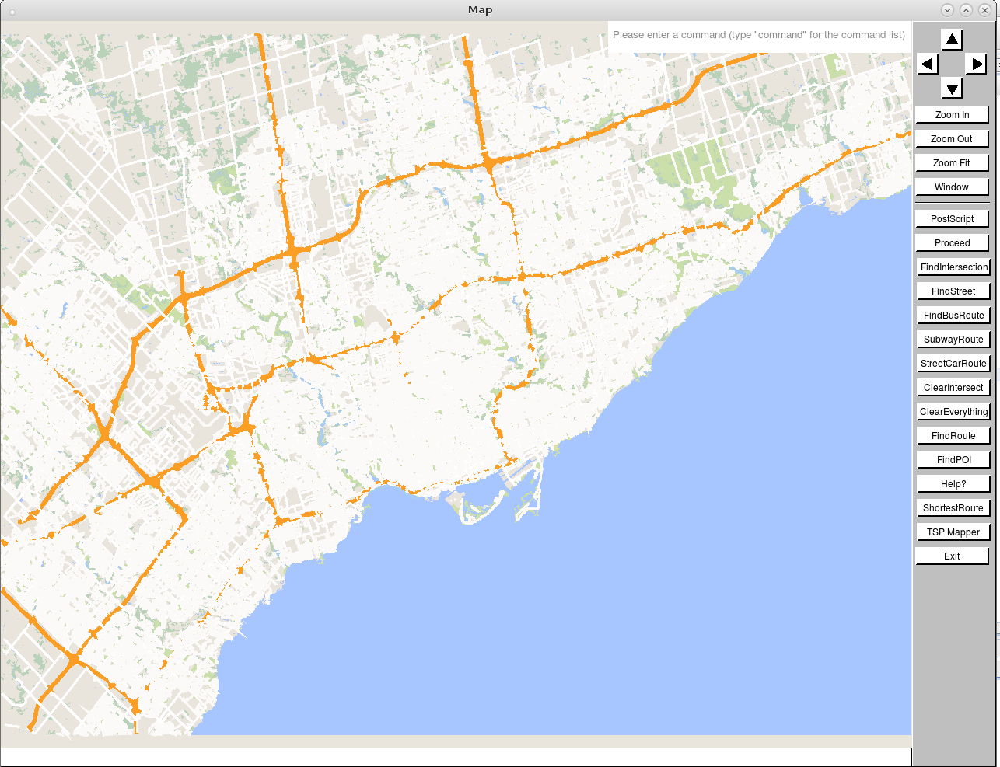 Map
Please enter a command (type "command" for the command list)
Zoom In
Zoom Out
Zoom Fit
Window
PostScript
Proceed
FindIntersection
FindStreet
FindBusRoute
SubwayRoute
StreetCarRoute
ClearIntersect
ClearEverything
FindRoute
FindPOI
Help?
ShortestRoute
TSP Mapper
Exit